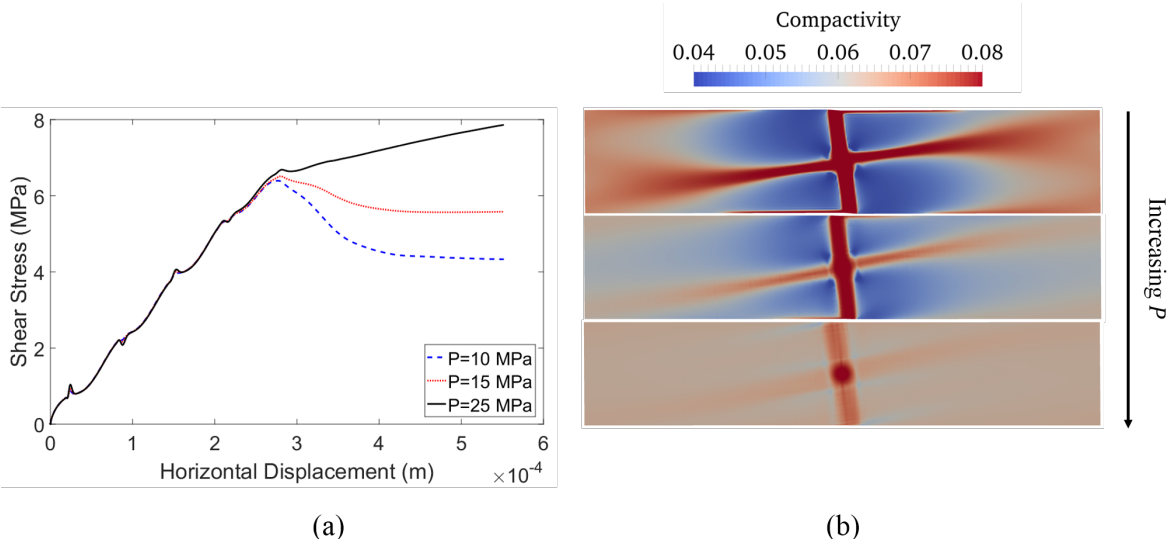 Compactivity
0.04 0.05 0.06 0.07 0.08
8
6
4
2
0
Shear Stress (MPa)
P=10 MPa
P=15 MPa
P=25 MPa
0 1 2 3 4 5 6
×10-4
Horizontal Displacement (m)
Increasing P
(a) (b)